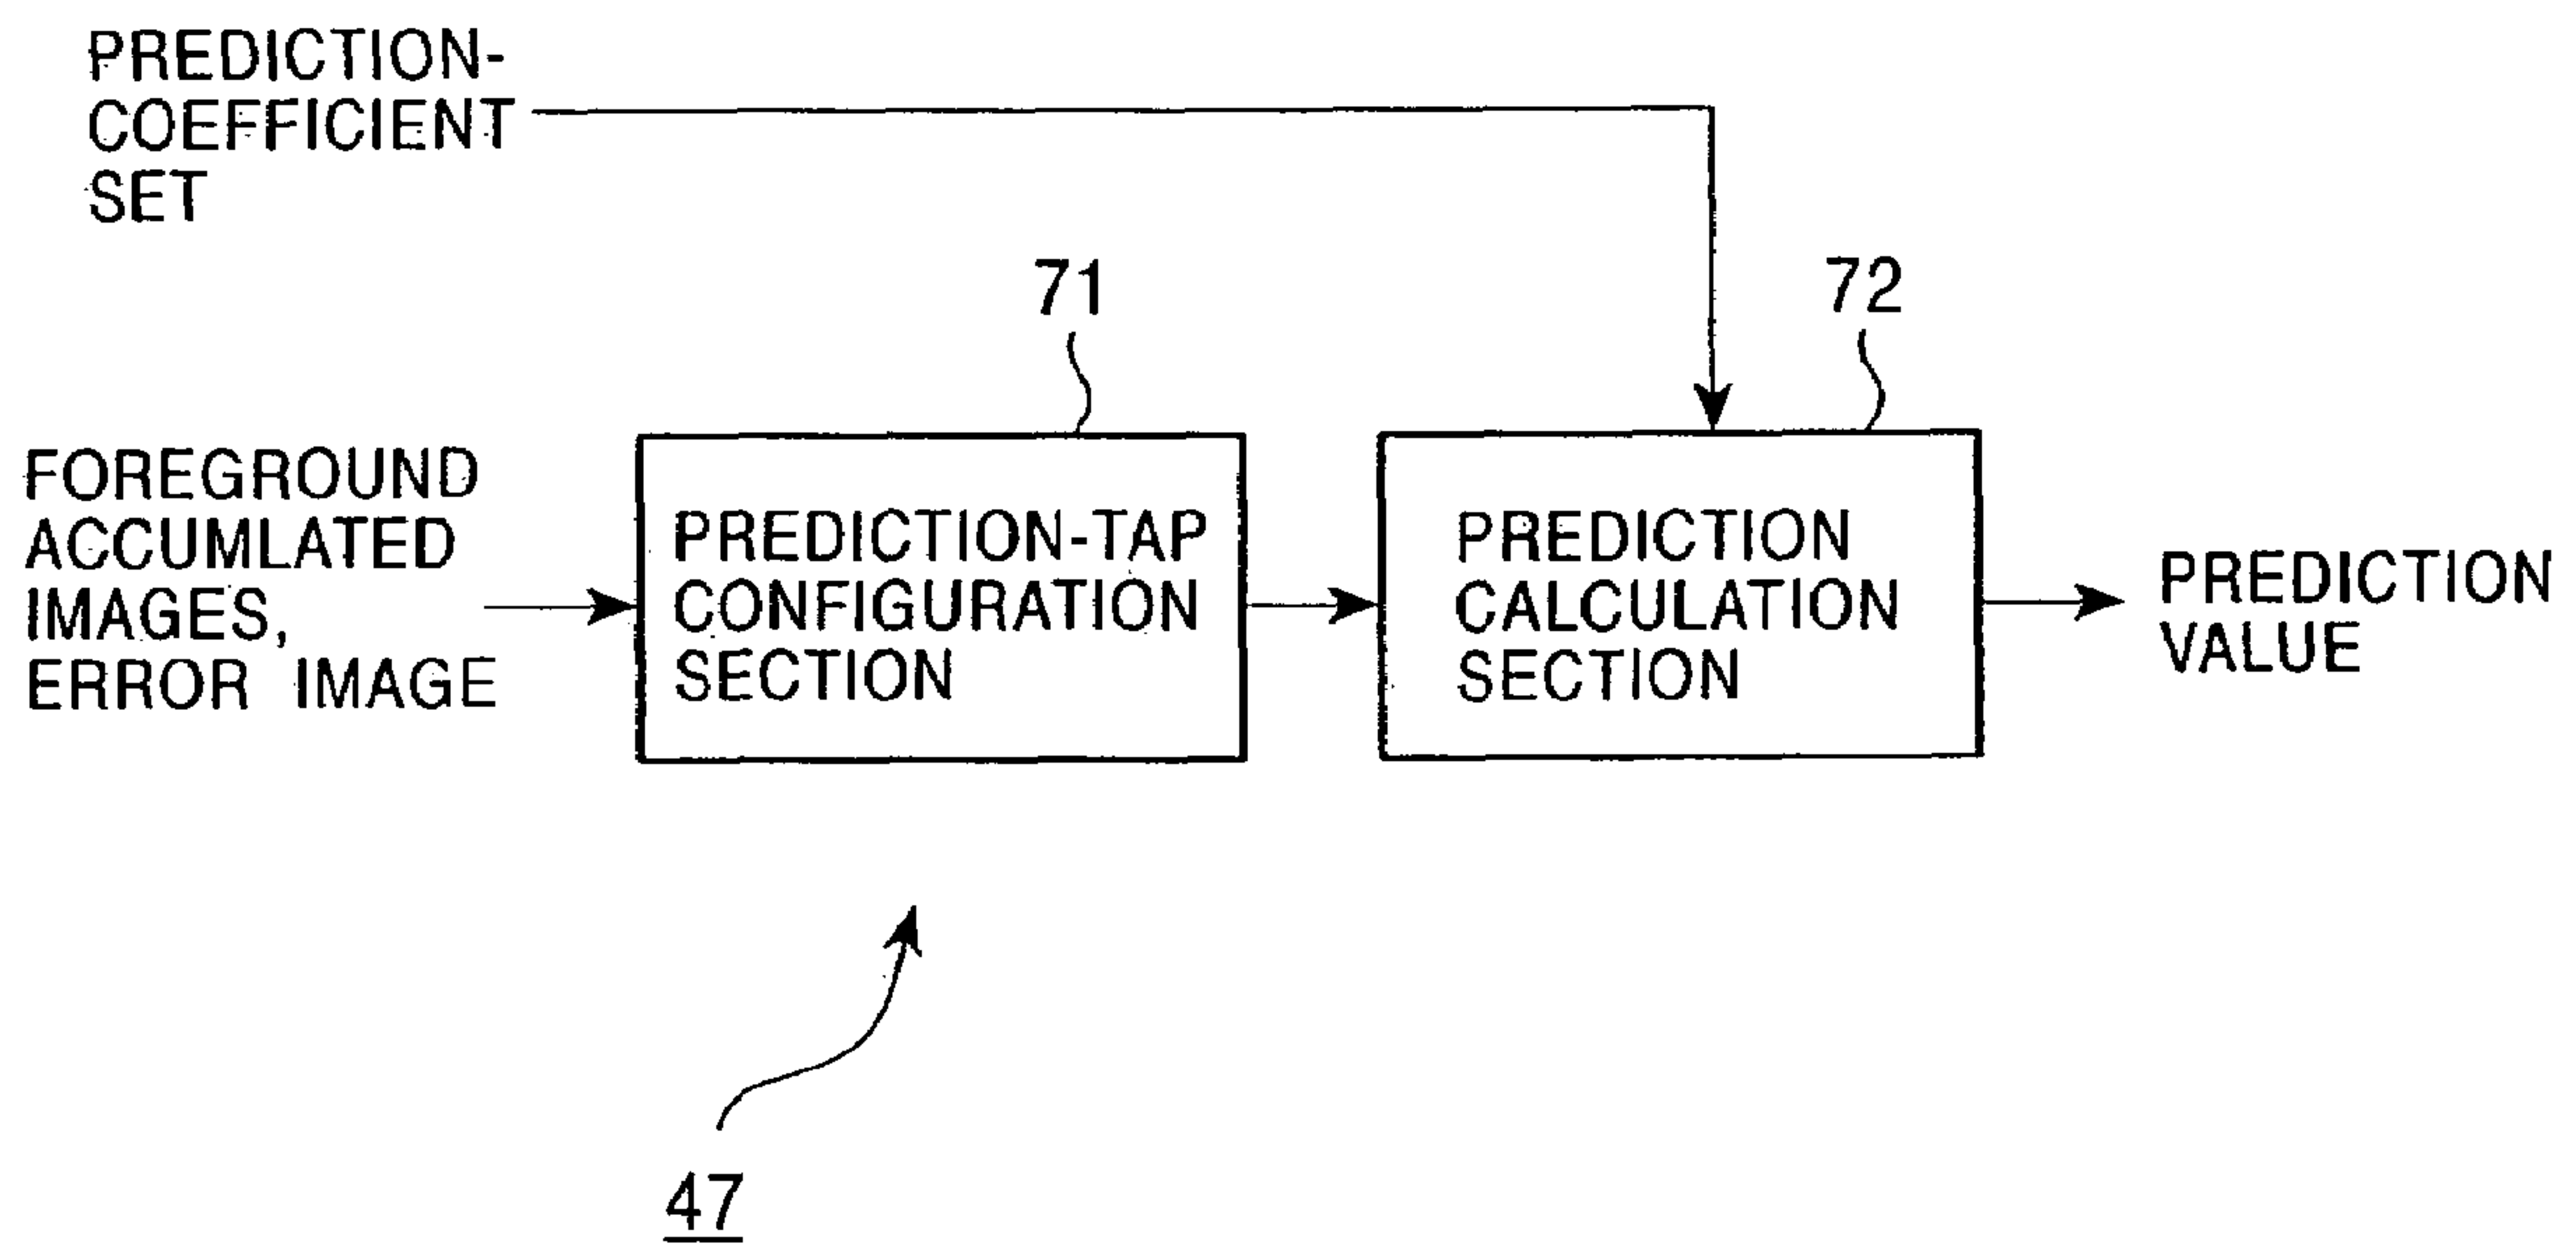 PREDICTION-
COEFFICIENT
SET
71
72
FOREGROUND
ACCUMLATED
IMAGES,
ERROR IMAGE
PREDICTION-TAP
CONFIGURATION
SECTION
PREDICTION
CALCULATION
SECTION
PREDICTION
VALUE
47